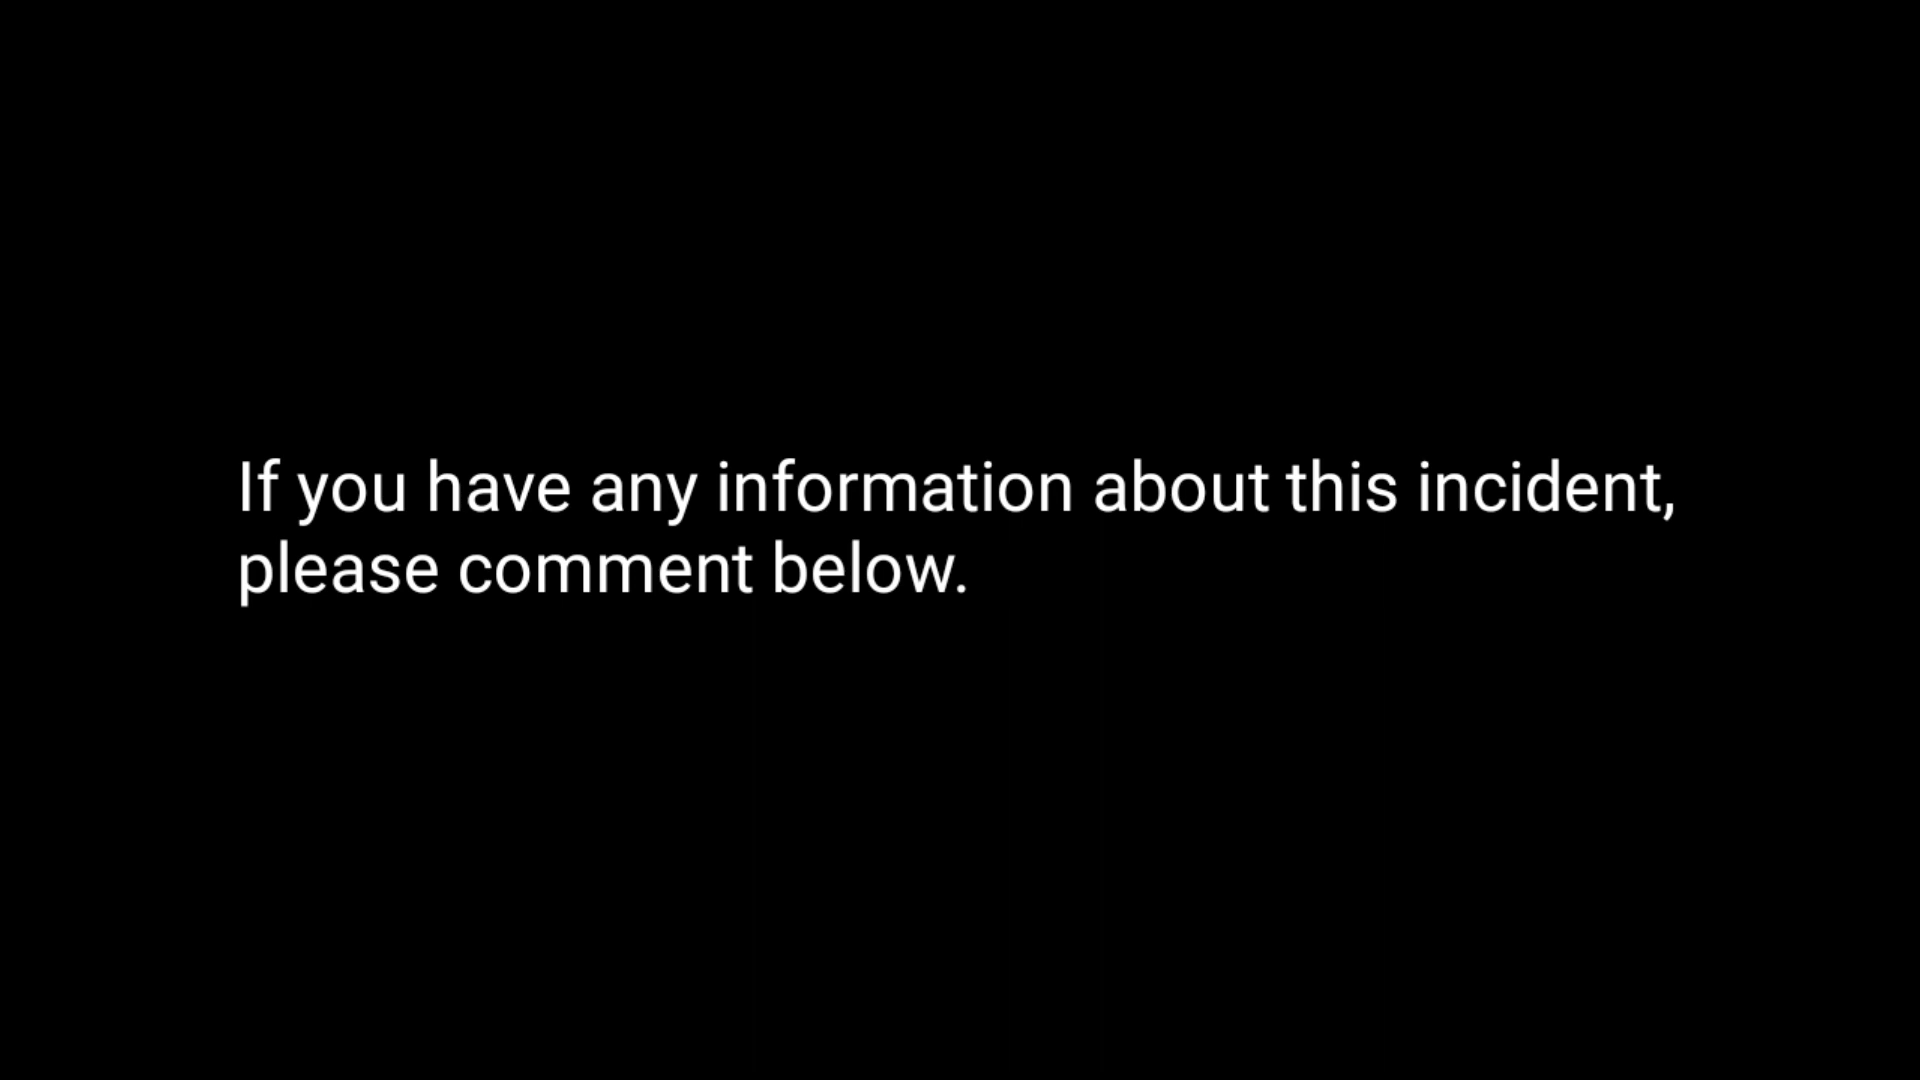 If you have any information about this incident,
please comment below.